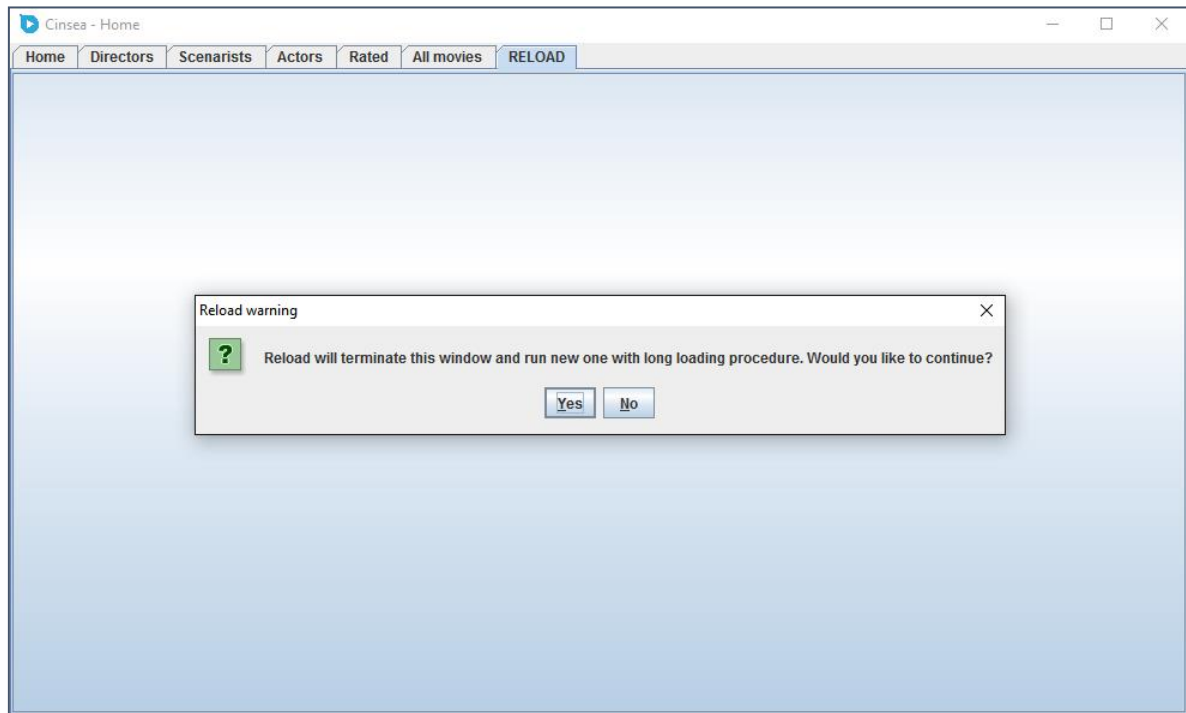 Cinsea - Home
Home Directors Scenarists Actors Rated All movies RELOAD
Reload warning
Reload will terminate this window and run new one with long loading procedure. Would you like to continue?
Yes No